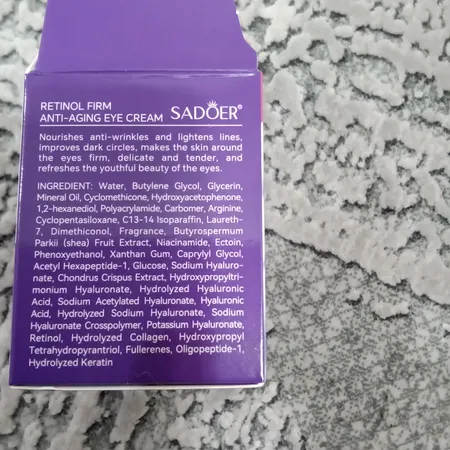 RETINOL FIRM
ANTI-AGING EYE CREAM SADOER®
Nourishes anti-wrinkles and lightens lines,
improves dark circles, makes the skin around
the eyes firm, delicate and tender, and
refreshes the youthful beauty of the eyes.
INGREDIENT: Water, Butylene Glycol, Glycerin,
Mineral Oil, Cyclomethicone, Hydroxyacetophenone,
1,2-hexanediol, Polyacrylamide, Carbomer, Arginine,
Cyclopentasiloxane, C13-14 Isoparaffin, Laureth-
7, Dimethiconol, Fragrance, Butyrospermum
Parkii (shea) Fruit Extract, Niacinamide, Ectoin,
Phenoxyethanol, Xanthan Gum, Caprylyl Glycol,
Acetyl Hexapeptide-1, Glucose, Sodium Hyaluro-
nate, Chondrus Crispus Extract, Hydroxypropyltri-
monium Hyaluronate, Hydrolyzed Hyaluronic
Acid, Sodium Acetylated Hyaluronate, Hyaluronic
Acid, Hydrolyzed Sodium Hyaluronate, Sodium
Hyaluronate Crosspolymer, Potassium Hyaluronate,
Retinol, Hydrolyzed Collagen, Hydroxypropyl
Tetrahydropyrantriol, Fullerenes, Oligopeptide-1,
Hydrolyzed Keratin